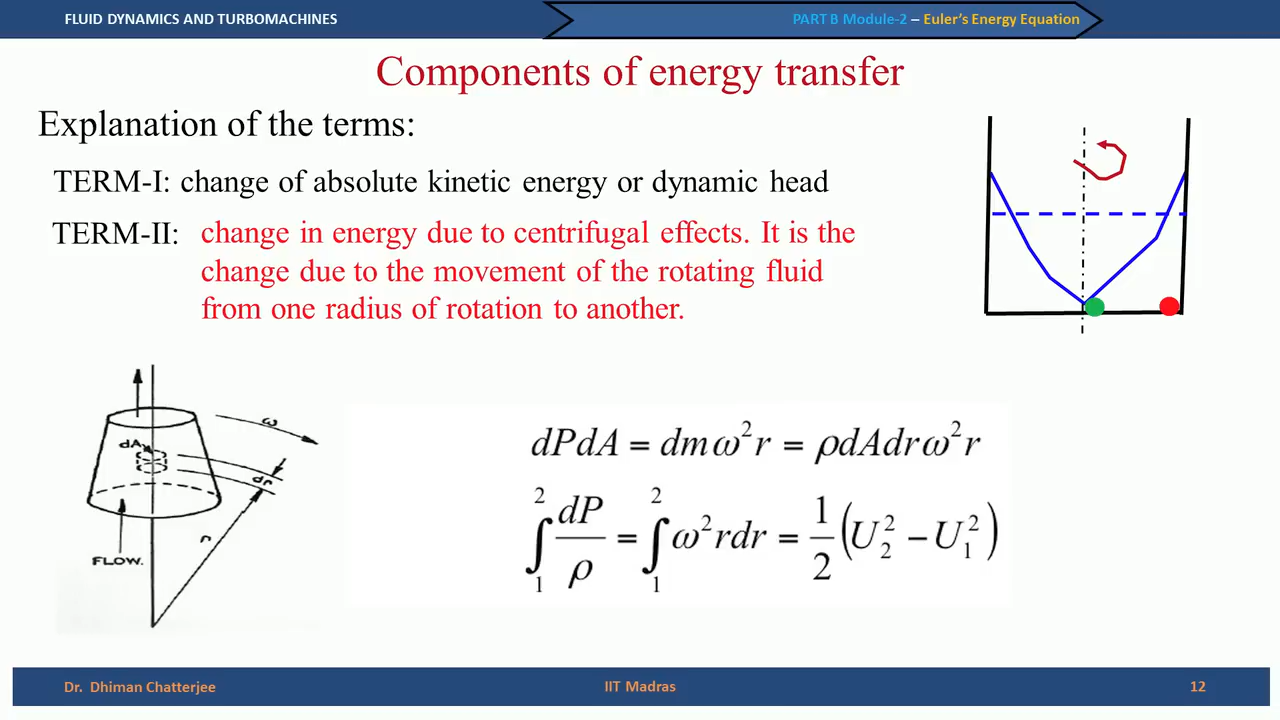 FLUID DYNAMICS AND TURBOMACHINES
PART B Module-2 – Euler's Energy Equation
Components of energy transfer
Explanation of the terms:
TERM-I: change of absolute kinetic energy or dynamic head
TERM-II: change in energy due to centrifugal effects. It is the
change due to the movement of the rotating fluid
from one radius of rotation to another.
ω
dA
dr
r
FLOW.
dPdA = dmω²r = ρdAdrω²r
∫₁² dP/ρ = ∫₁² ω²rdr = 1/2 (U₂² − U₁²)
Dr. Dhiman Chatterjee
IIT Madras
12